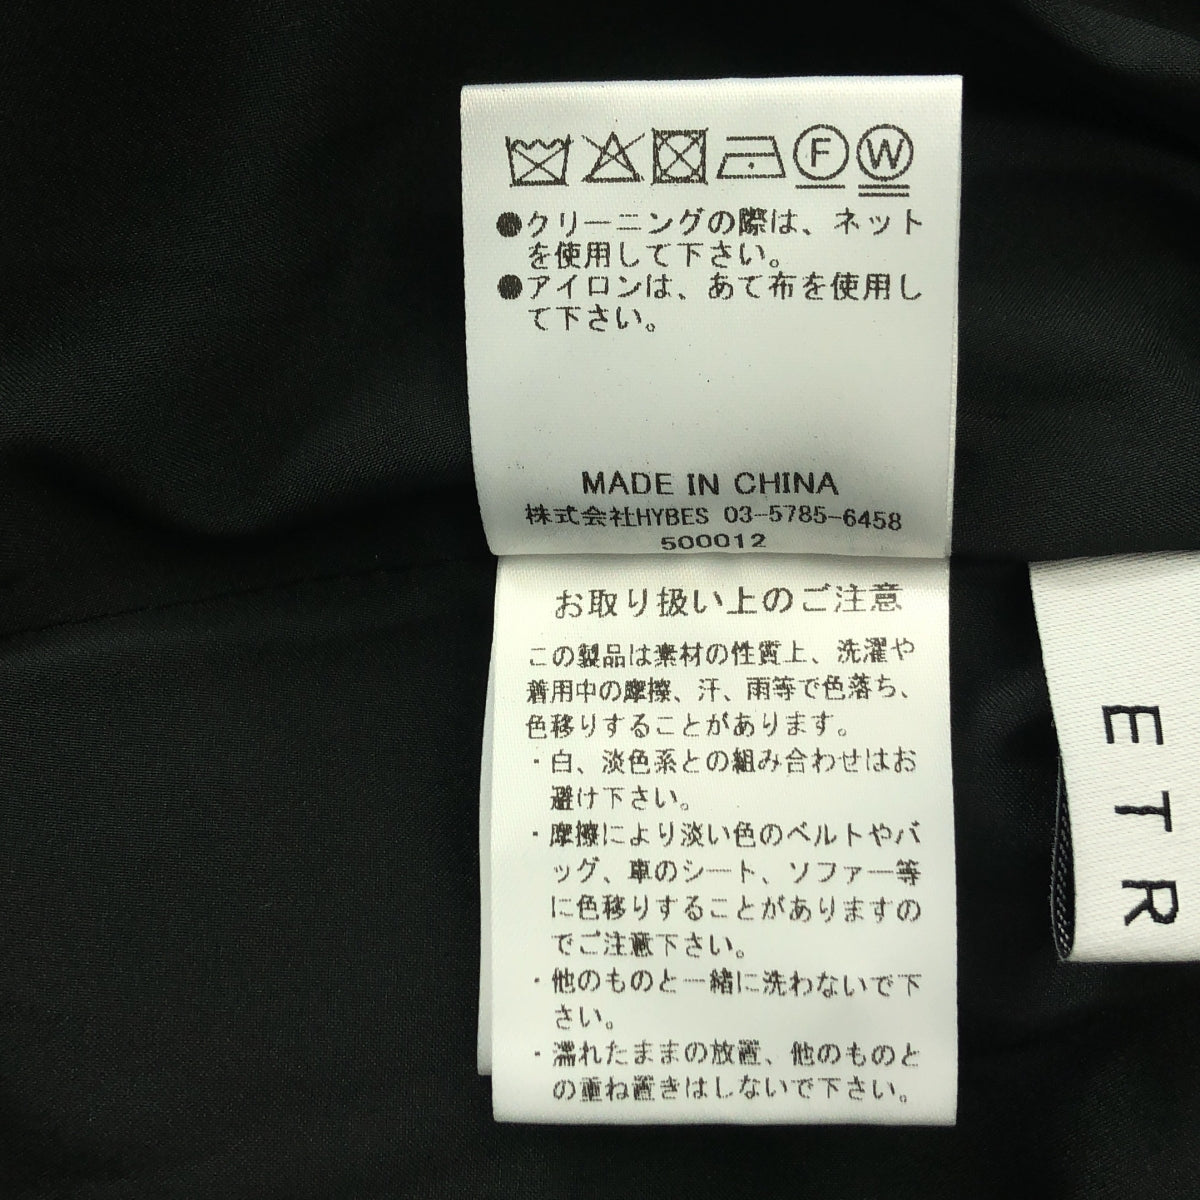 F W
●クリーニングの際は、ネット
を使用して下さい。
●アイロンは、あて布を使用し
て下さい。
MADE IN CHINA
株式会社HYBES 03-5785-6458
500012
お取り扱い上のご注意
この製品は素材の性質上、洗濯や
着用中の摩擦、汗、雨等で色落ち、
色移りすることがあります。
・白、淡色系との組み合わせはお
避け下さい。
・摩擦により淡い色のベルトやバ
ッグ、車のシート、ソファー等
に色移りすることがありますの
でご注意下さい。
・他のものと一緒に洗わないで下
さい。
・濡れたままの放置、他のものと
の重ね置きはしないで下さい。
ETR